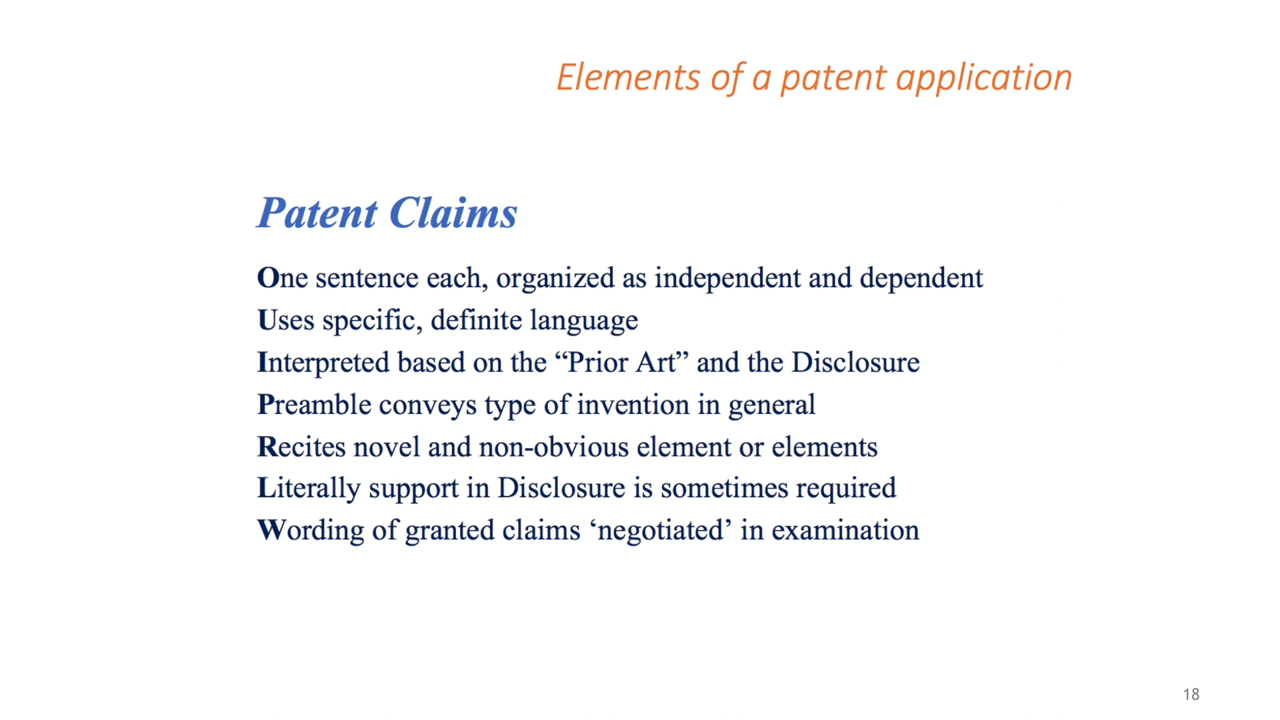 Elements of a patent application
Patent Claims
One sentence each, organized as independent and dependent
Uses specific, definite language
Interpreted based on the “Prior Art” and the Disclosure
Preamble conveys type of invention in general
Recites novel and non-obvious element or elements
Literally support in Disclosure is sometimes required
Wording of granted claims ‘negotiated’ in examination
18